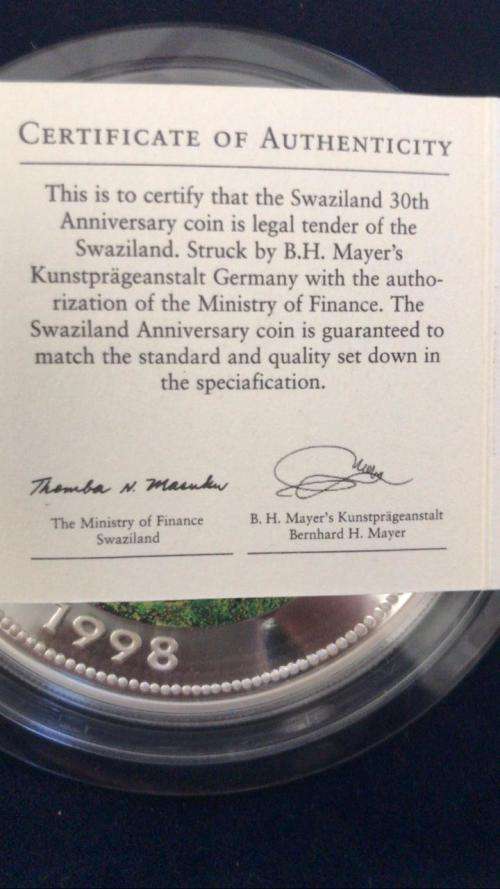 CERTIFICATE OF AUTHENTICITY
This is to certify that the Swaziland 30th
Anniversary coin is legal tender of the
Swaziland. Struck by B.H. Mayer's
Kunstprägeanstalt Germany with the autho-
rization of the Ministry of Finance. The
Swaziland Anniversary coin is guaranteed to
match the standard and quality set down in
the speciafication.
Thomba N. Masuku
The Ministry of Finance
Swaziland
B. H. Mayer's Kunstprägeanstalt
Bernhard H. Mayer
1998